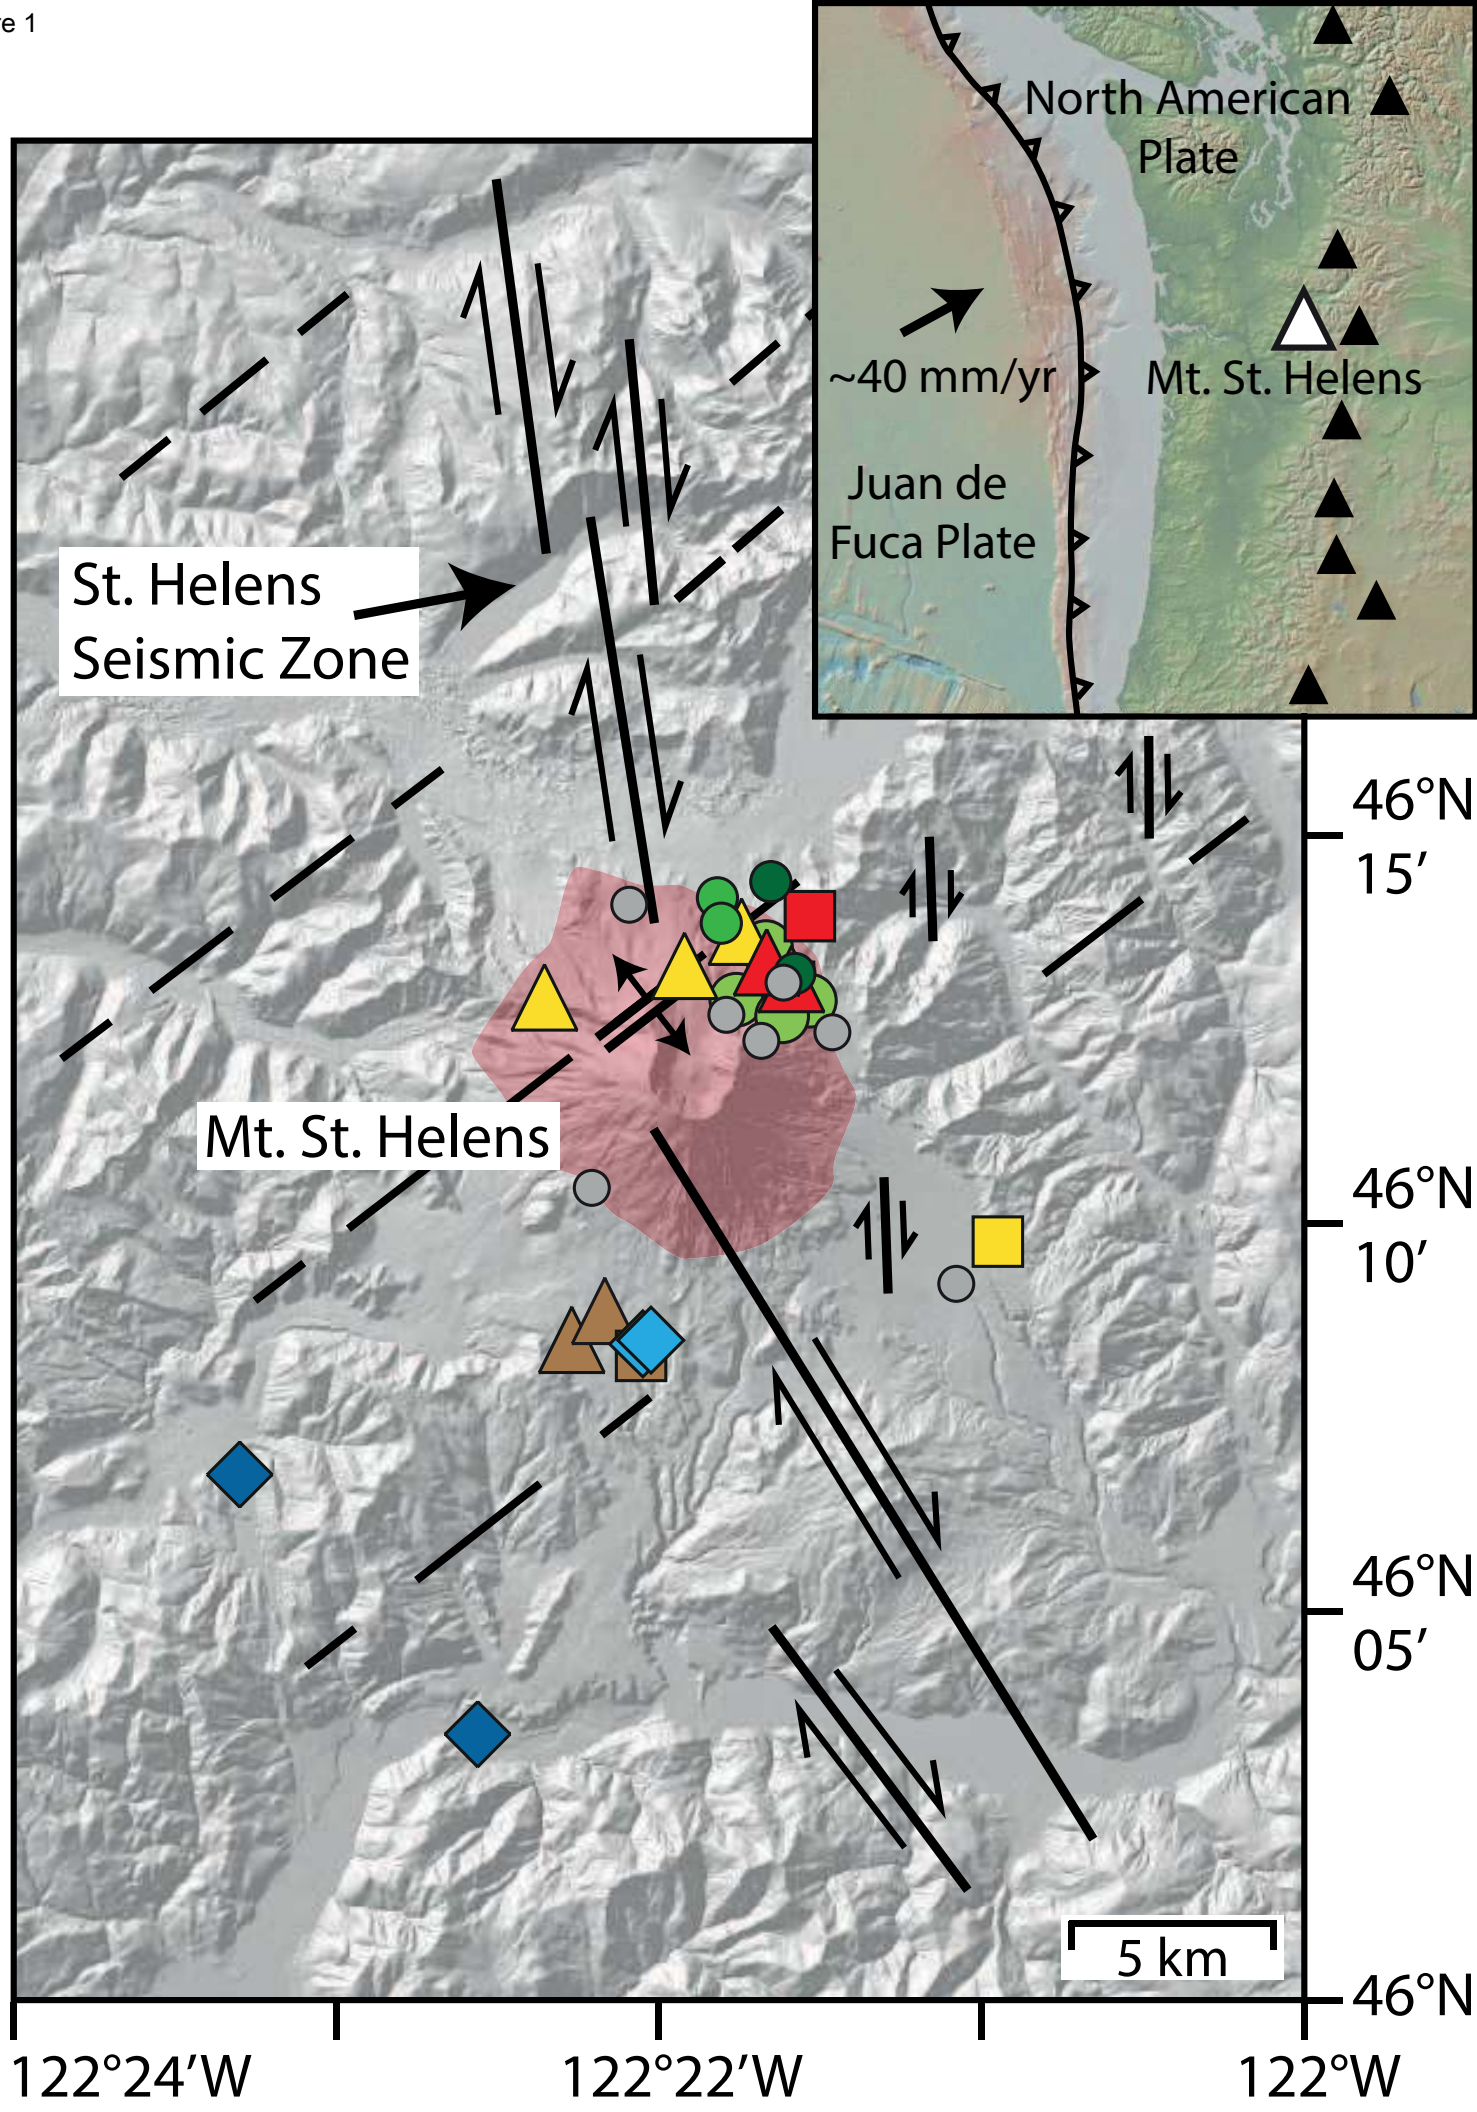 e 1
North American
Plate
~40 mm/yr
Mt. St. Helens
Juan de
Fuca Plate
St. Helens
Seismic Zone
46°N
15’
Mt. St. Helens
46°N
10’
46°N
05’
5 km
46°N
122°24’W
122°22’W
122°W